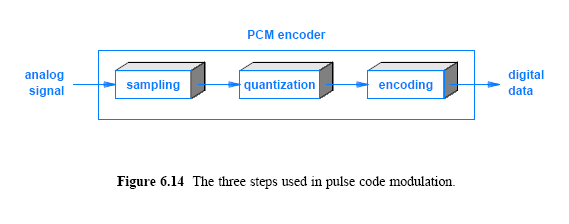 PCM encoder
analog
signal
sampling
quantization
encoding
digital
data
Figure 6.14 The three steps used in pulse code modulation.